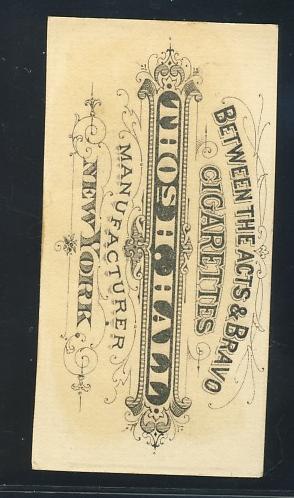 BETWEEN THE ACTS & BRAVO
CIGARETTES
THOS H HALL
MANUFACTURER
NEW YORK